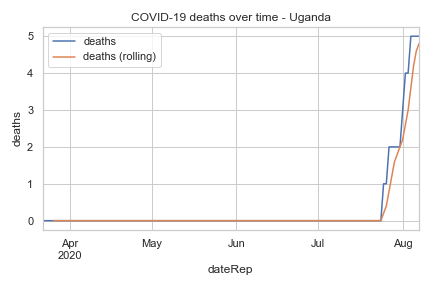 COVID-19 deaths over time - Uganda
deaths
deaths (rolling)
5
4
3
2
1
0
deaths
Apr
2020
May
Jun
Jul
Aug
dateRep